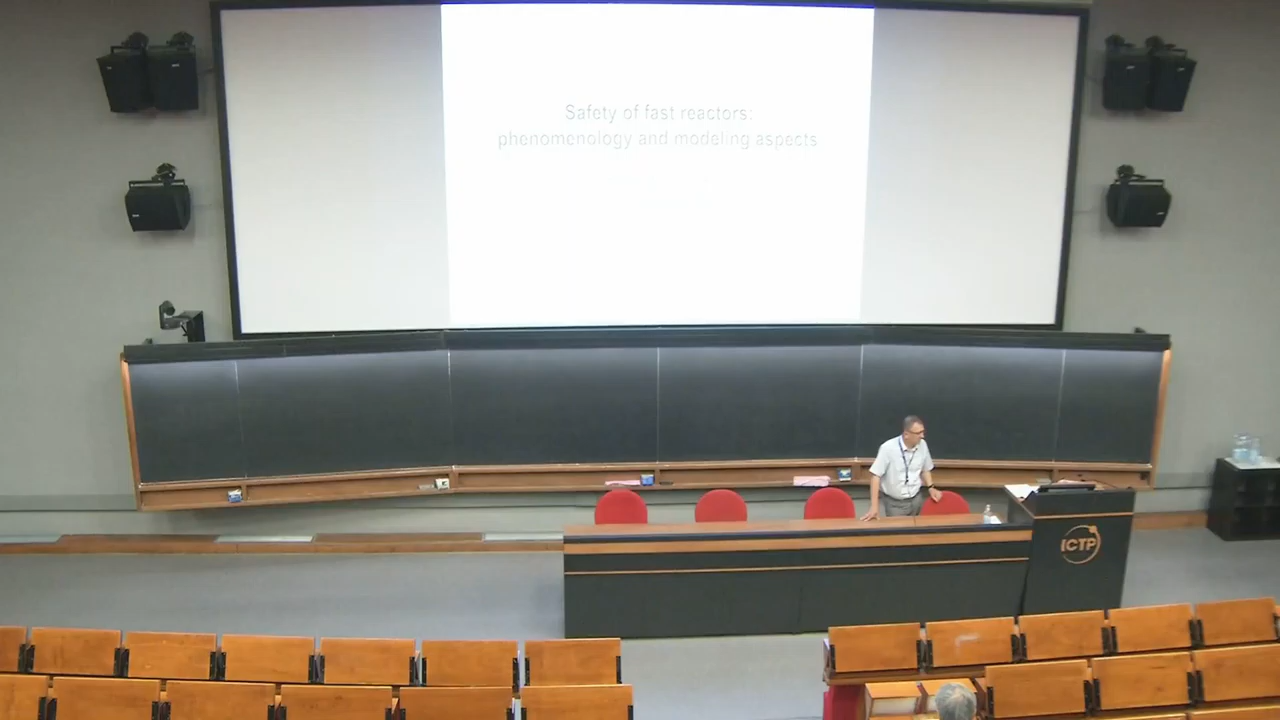 Safety of fast reactors:
phenomenology and modeling aspects
ICTP